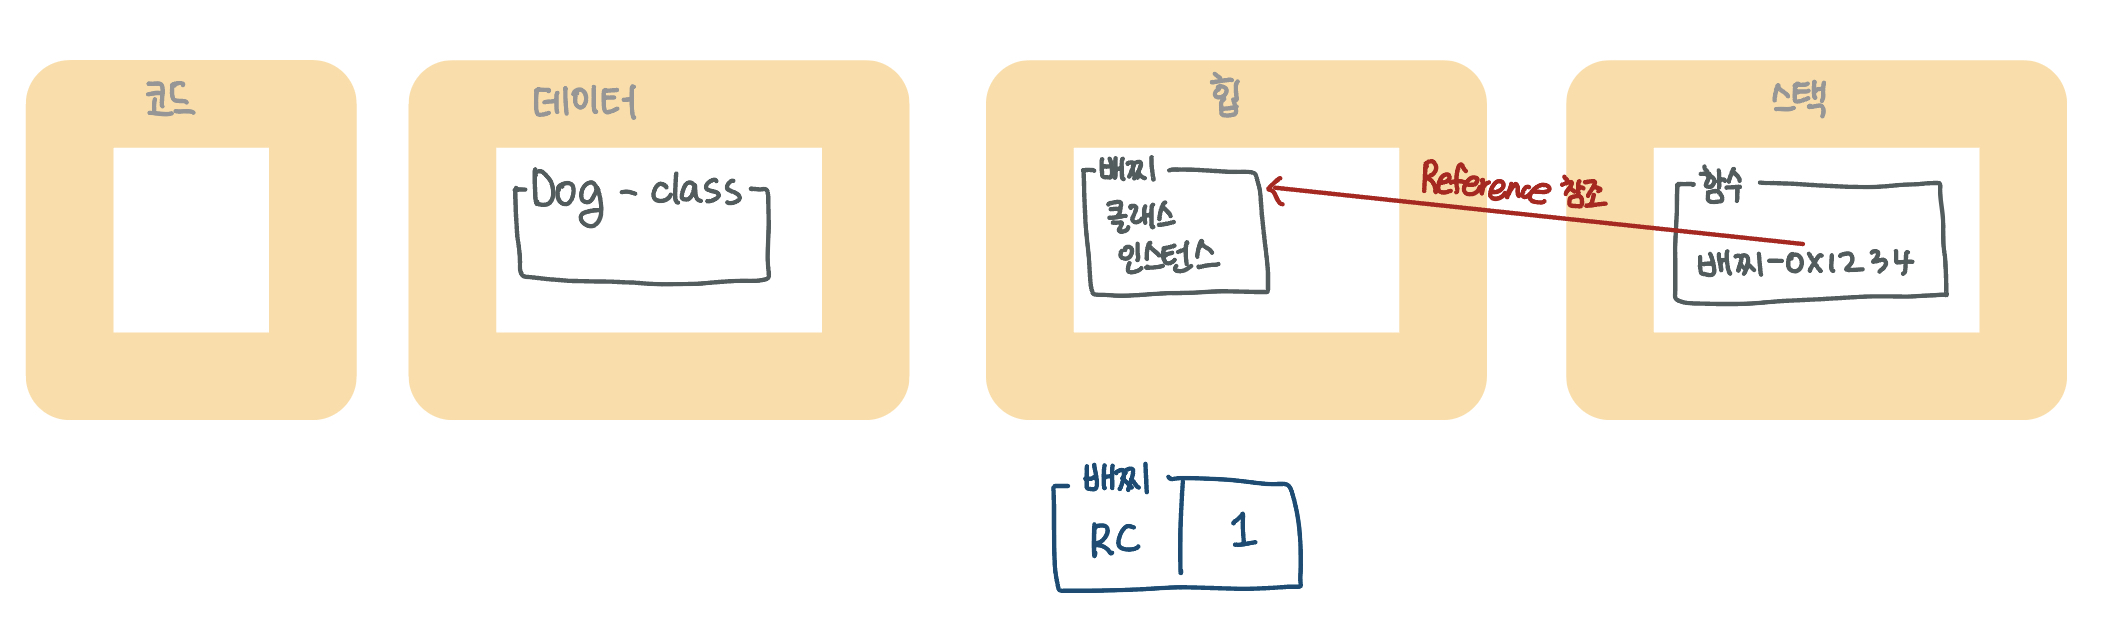 코드
데이터
Dog - class
힙
배찌
클래스
인스턴스
Reference 참조
스택
함수
배찌-0x1234
배찌
RC
1